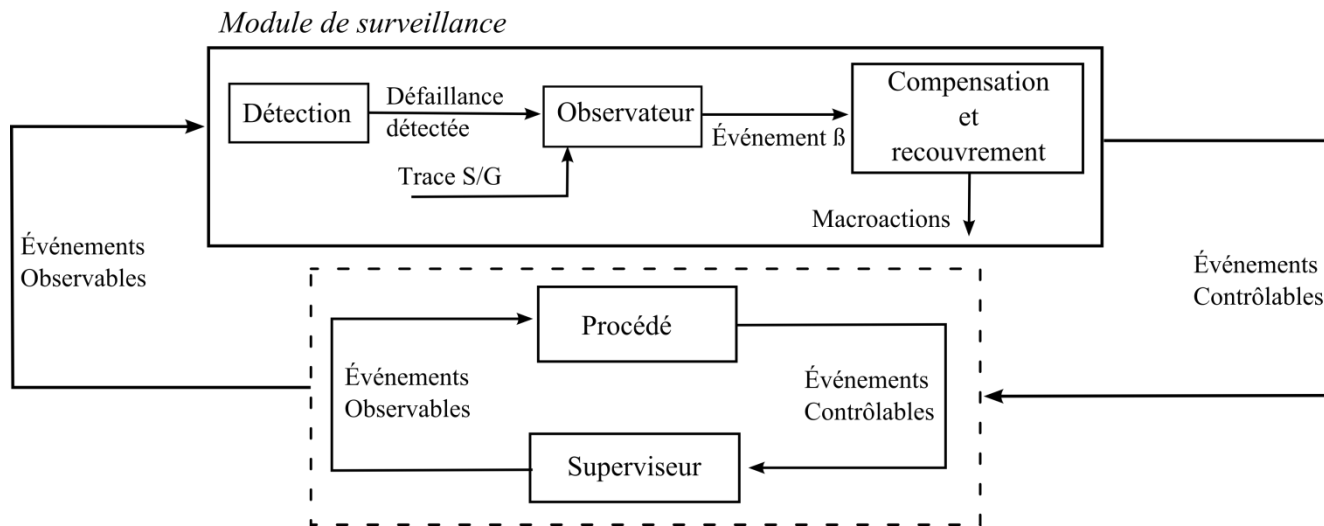 Module de surveillance
Détection
Défaillance
détectée
Observateur
Trace S/G
Événement ß
Compensation
et
recouvrement
Macroactions
Événements
Observables
Événements
Contrôlables
Procédé
Événements
Observables
Événements
Contrôlables
Superviseur